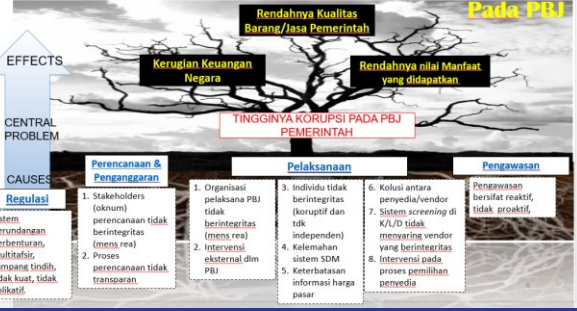 Pada PBJ
Rendahnya Kualitas
Barang/Jasa Pemerintah
EFFECTS
Kerugian Keuangan
Negara
Rendahnya nilai Manfaat
yang didapatkan
CENTRAL
PROBLEM
TINGGINYA KORUPSI PADA PBJ
PEMERINTAH
CAUSES
Regulasi
stem
erundangan
erbenturan,
ultitafsir,
mpang tindih,
dak kuat, tidak
plikatif.
Perencanaan &
Penganggaran
1. Stakeholders
(oknum)
perencanaan tidak
berintegritas
(mens rea)
2. Proses
perencanaan tidak
transparan
Pelaksanaan
1. Organisasi
pelaksana PBJ
tidak
berintegritas
(mens rea)
2. Intervensi
eksternal dlm
PBJ
3. Individu tidak
berintegritas
(koruptif dan
tdk
independen)
4. Kelemahan
sistem SDM
5. Keterbatasan
informasi harga
pasar
6. Kolusi antara
penyedia/vendor
7. Sistem screening di
K/L/D tidak
menyaring vendor
yang berintegritas
8. Intervensi pada
proses pemilihan
penyedia
Pengawasan
Pengawasan
bersifat reaktif,
tidak proaktif,